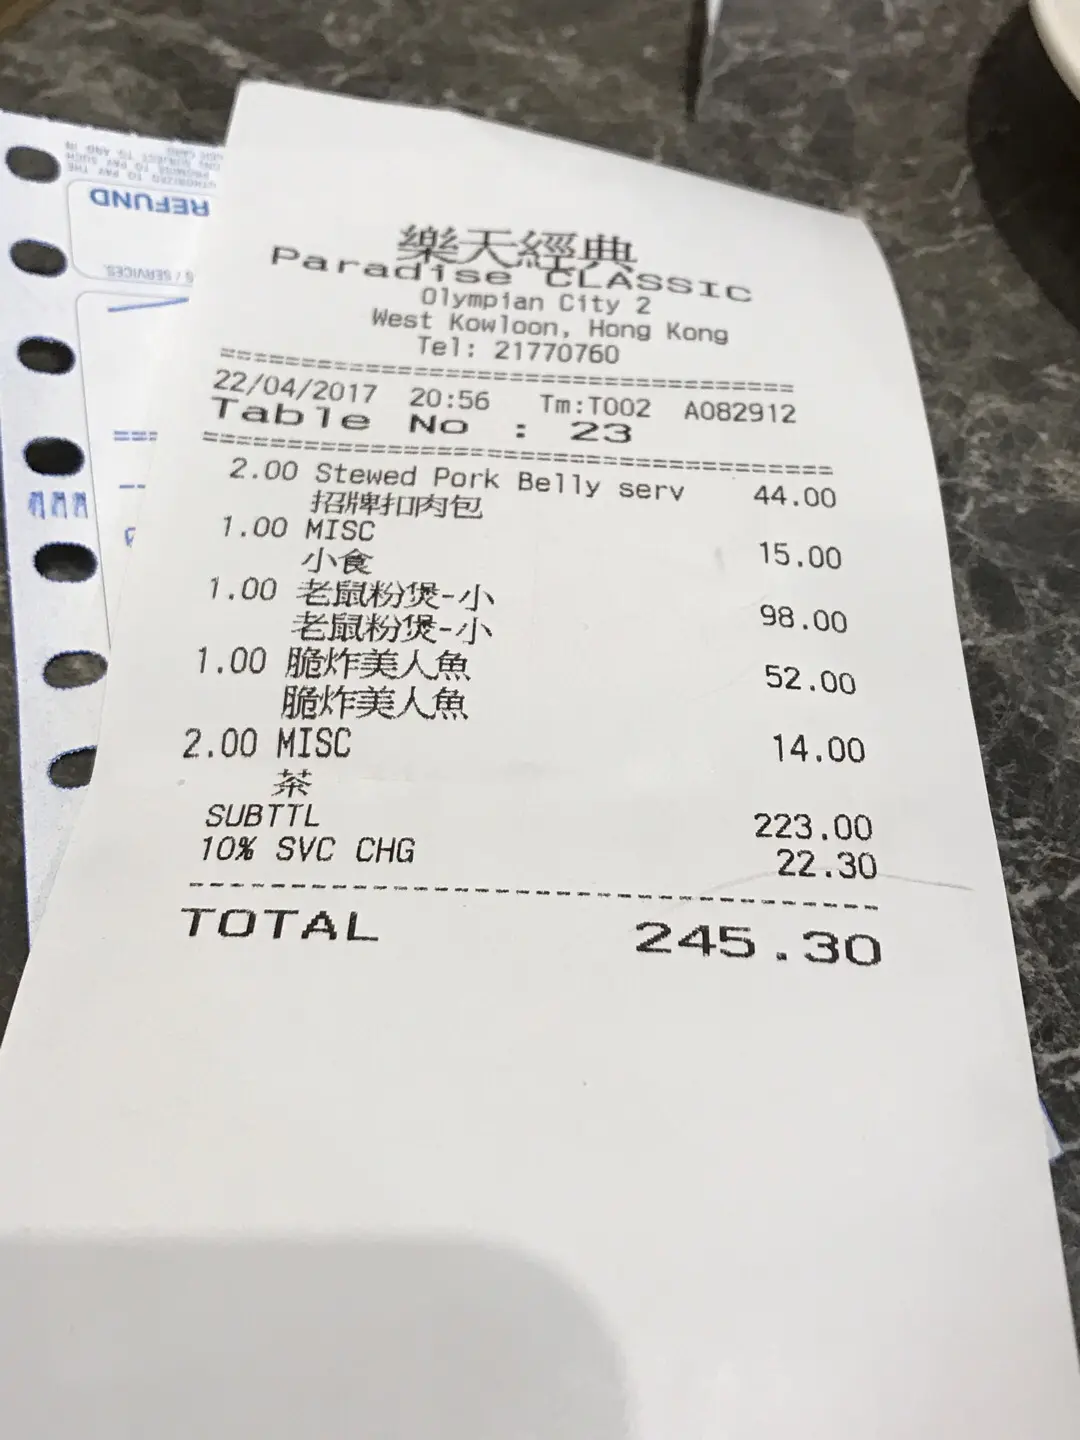 樂天經典
Paradise CLASSIC
Olympian City 2
West Kowloon, Hong Kong
Tel: 21770760
====================================
22/04/2017 20:56 Tm:T002 A082912
Table No : 23
====================================
2.00 Stewed Pork Belly serv 44.00
招牌扣肉包
1.00 MISC 15.00
小食
1.00 老鼠粉煲-小 98.00
老鼠粉煲-小
1.00 脆炸美人魚 52.00
脆炸美人魚
2.00 MISC 14.00
茶
SUBTTL 223.00
10% SVC CHG 22.30
------------------------------------
TOTAL 245.30
REFUND
/ SERVICES